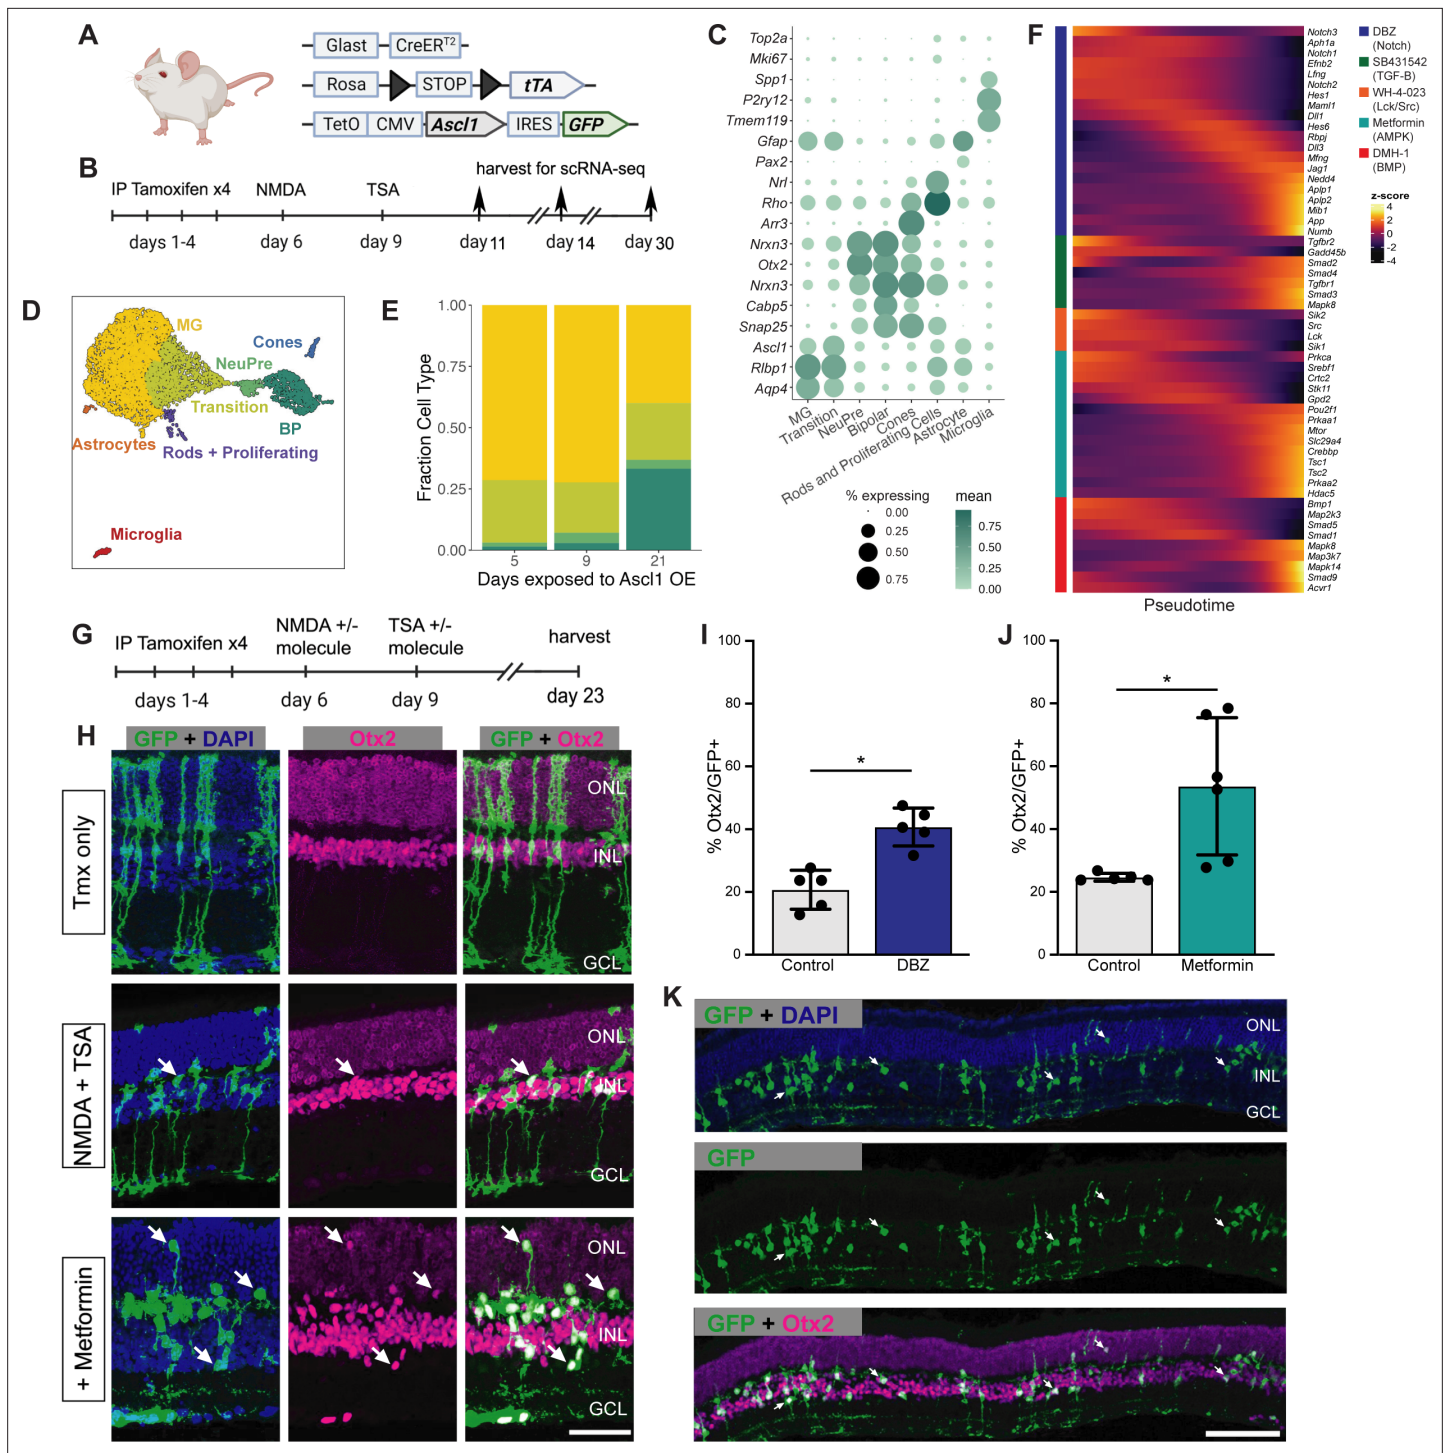 A
Glast CreERT2
Rosa STOP tTA
TetO CMV Ascl1 IRES GFP
B
harvest for scRNA-seq
IP Tamoxifen x4 NMDA TSA
days 1-4 day 6 day 9 day 11 day 14 day 30
C
Top2a
Mki67
Spp1
P2ry12
Tmem119
Gfap
Pax2
Nrl
Rho
Arr3
Nrxn3
Otx2
Nrxn3
Cabp5
Snap25
Ascl1
Rlbp1
Aqp4
MG
Transition
NeuPre
Bipolar
Cones
Rods and Proliferating Cells
Astrocyte
Microglia
% expressing
0.00
0.25
0.50
0.75
mean
0.75
0.50
0.25
0.00
D
MG
Cones
NeuPre
Transition
BP
Astrocytes
Rods + Proliferating
Microglia
E
Fraction Cell Type
1.00
0.75
0.50
0.25
0.00
5 9 21
Days exposed to Ascl1 OE
F
Notch3
Aph1a
Notch1
Efnb2
Lfng
Notch2
Hes1
Maml1
Dll1
Hes6
Rbpj
Dll3
Mfng
Jag1
Nedd4
Aplp1
Aplp2
Mib1
App
Numb
Tgfbr2
Gadd45b
Smad2
Smad4
Tgfbr1
Smad3
Mapk8
Sik2
Src
Lck
Sik1
Prkca
Srebf1
Crtc2
Stk11
Gpd2
Pou2f1
Prkaa1
Mtor
Slc29a4
Crebbp
Tsc1
Tsc2
Prkaa2
Hdac5
Bmp1
Map2k3
Smad5
Smad1
Mapk8
Map3k7
Mapk14
Smad9
Acvr1
Pseudotime
DBZ
(Notch)
SB431542
(TGF-B)
WH-4-023
(Lck/Src)
Metformin
(AMPK)
DMH-1
(BMP)
z-score
4
2
0
-2
-4
G
IP Tamoxifen x4
NMDA +/-
molecule
TSA +/-
molecule
harvest
days 1-4 day 6 day 9 day 23
H
GFP + DAPI Otx2 GFP + Otx2
Tmx only
ONL
INL
GCL
NMDA + TSA
ONL
INL
GCL
+ Metformin
ONL
INL
GCL
I
% Otx2/GFP+
100
80
60
40
20
0
*
Control DBZ
J
% Otx2/GFP+
100
80
60
40
20
0
*
Control Metformin
K
GFP + DAPI
ONL
INL
GCL
GFP
GFP + Otx2